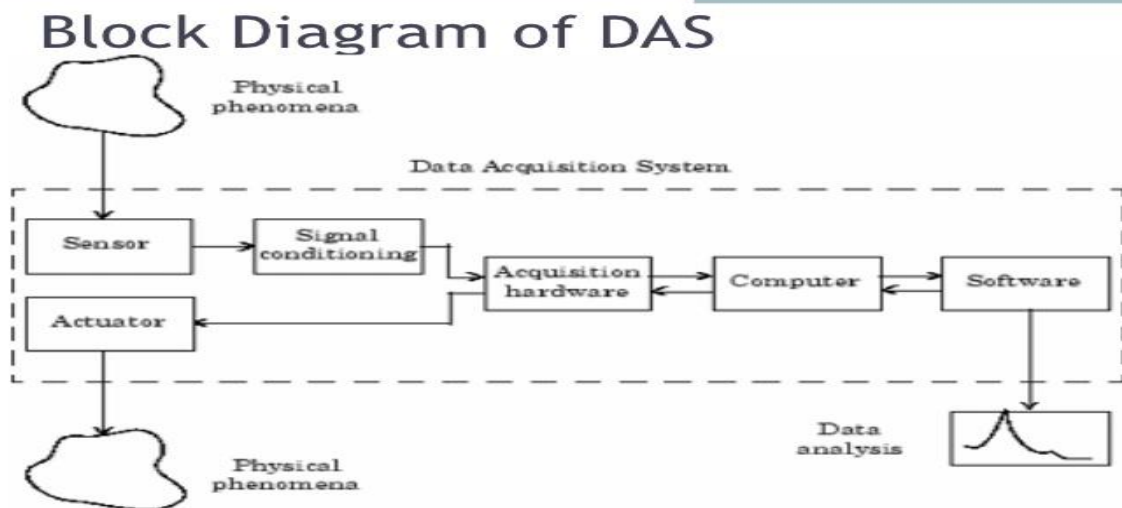 Block Diagram of DAS
Physical
phenomena
Data Acquisition System
Sensor
Signal
conditioning
Acquisition
hardware
Computer
Software
Actuator
Data
analysis
Physical
phenomena